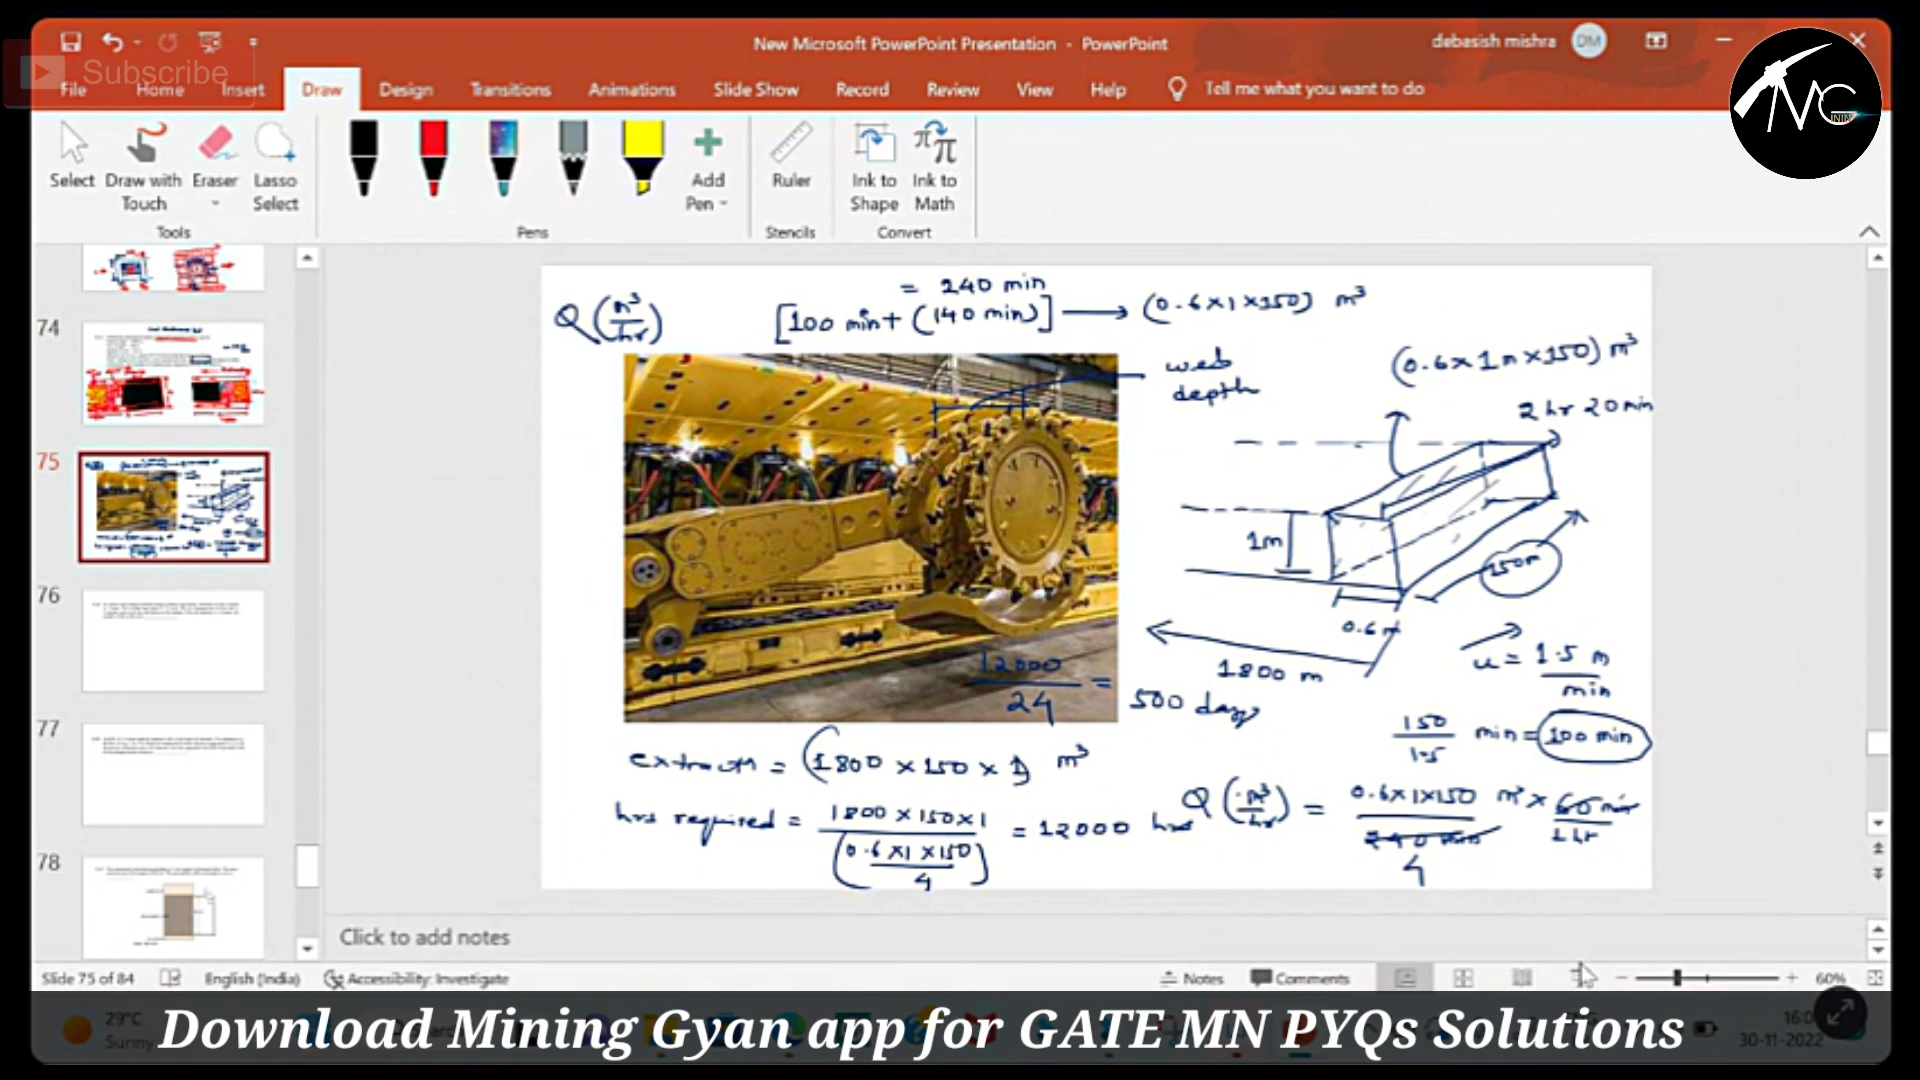 Subscribe
New Microsoft PowerPoint Presentation - PowerPoint
debasish mishra
DM
File Home Insert Draw Design Transitions Animations Slide Show Record Review View Help Tell me what you want to do
Select
Draw with Touch
Eraser
Lasso Select
Tools
Pens
Add Pen
Ruler
Stencils
Ink to Shape
Ink to Math
Convert
74
75
76
77
78
= 240 min
Q (m³/hr) [100 min + (140 min)] → (0.6×1×150) m³
web depth
(0.6×1m×150) m³
2 hr 20 min
1m
150m
0.6m
1800 m
u = 1.5 m/min
12000/24 = 500 days
150/1.5 min = 100 min
extraction = (1800 × 150 × 1) m³
hrs required = 1800 × 150 × 1 / (0.6 × 1 × 150 / 4) = 12000 hrs
Q (m³/hr) = 0.6×1×150 / 240 min m³ × 60 min / 1 hr
4
Click to add notes
Slide 75 of 84 English (India) Accessibility: Investigate Notes Comments 60%
29°C
Sunny
Download Mining Gyan app for GATE MN PYQs Solutions
30-11-2022